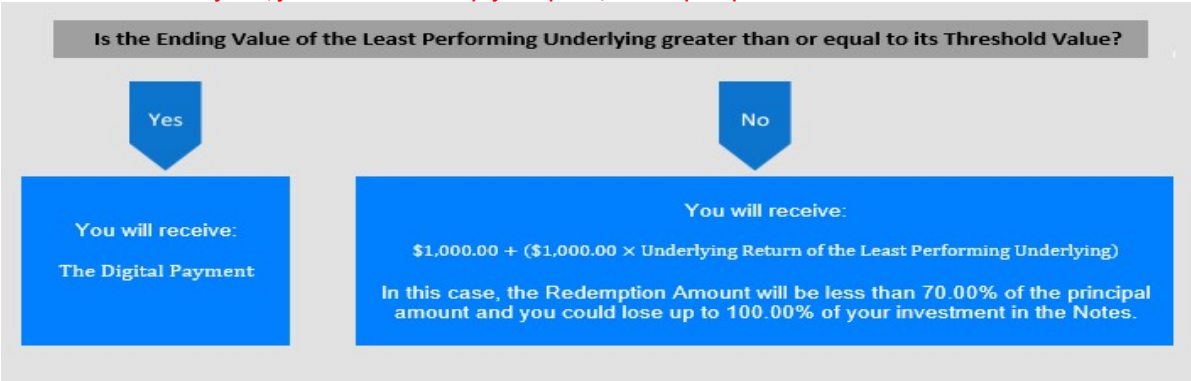 Is the Ending Value of the Least Performing Underlying greater than or equal to its Threshold Value?
Yes
No
You will receive:
The Digital Payment
You will receive:
$1,000.00 + ($1,000.00 × Underlying Return of the Least Performing Underlying)
In this case, the Redemption Amount will be less than 70.00% of the principal
amount and you could lose up to 100.00% of your investment in the Notes.